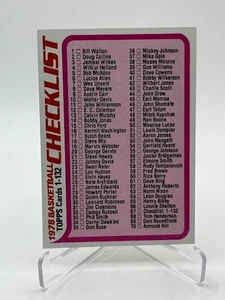 1978 BASKETBALL
CHECKLIST
TOPPS Cards 1-132
1 Bill Walton
2 Doug Collins
3 Jamaal Wilkes
4 Wilbur Holland
5 Bob McAdoo
6 Lucius Allen
7 Wes Unseld
8 Dave Meyers
9 Austin Carr
10 Walter Davis
11 John Williamson
12 E. C. Coleman
13 Calvin Murphy
14 Bobby Jones
15 Chris Ford
16 Kermit Washington
17 Butch Beard
18 Steve Mix
19 Marvin Webster
20 George Gervin
21 Steve Hawes
22 Johnny Davis
23 Swen Nater
24 Lou Hudson
25 Elvin Hayes
26 Nate Archibald
27 James Edwards
28 Howard Porter
29 Quinn Buckner
30 Leonard Robinson
31 Jim Cleamons
32 Campy Russell
33 Phil Smith
34 Darryl Dawkins
35 Don Buse
36 Mickey Johnson
37 Mike Gale
38 Moses Malone
39 Gus Williams
40 Dave Cowens
41 Bobby Wilkerson
42 Wilbert Jones
43 Charlie Scott
44 John Drew
45 Earl Monroe
46 John Shumate
47 Earl Tatum
48 Mitch Kupchak
49 Ron Boone
50 Maurice Lucas
51 Louie Dampier
52 Aaron James
53 John Mengelt
54 Garfield Heard
55 George Johnson
56 Junior Bridgeman
57 Elmore Smith
58 Rudy Tomjanovich
59 Fred Brown
60 Rick Barry
61 Dave Bing
62 Anthony Roberts
63 Norm Nixon
64 Leon Douglas
65 Henry Bibby
66 Lonnie Shelton
67 Checklist: 1-132
68 Tom Henderson
69 Dan Roundfield
70 Armond Hill